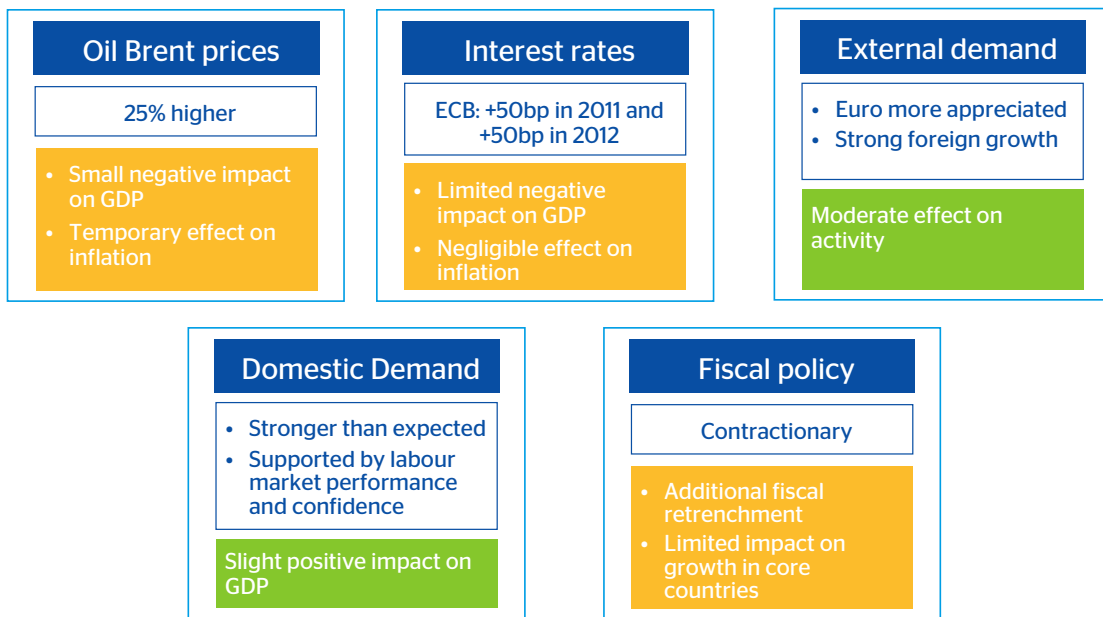 Oil Brent prices
25% higher
• Small negative impact
on GDP
• Temporary effect on
inflation
Interest rates
ECB: +50bp in 2011 and
+50bp in 2012
• Limited negative
impact on GDP
• Negligible effect on
inflation
External demand
• Euro more appreciated
• Strong foreign growth
Moderate effect on
activity
Domestic Demand
• Stronger than expected
• Supported by labour
market performance
and confidence
Slight positive impact on
GDP
Fiscal policy
Contractionary
• Additional fiscal
retrenchment
• Limited impact on
growth in core
countries